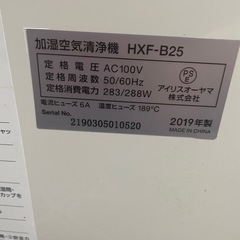 加湿空気清浄機 HXF-B25
定格電圧 AC100V
定格周波数 50/60Hz
定格消費電力 283/288W
電流ヒューズ 6A 温度ヒューズ 189℃
Serial No.
2190305010520
PSE
アイリスオーヤマ
株式会社
2019年製
MADE IN CHINA